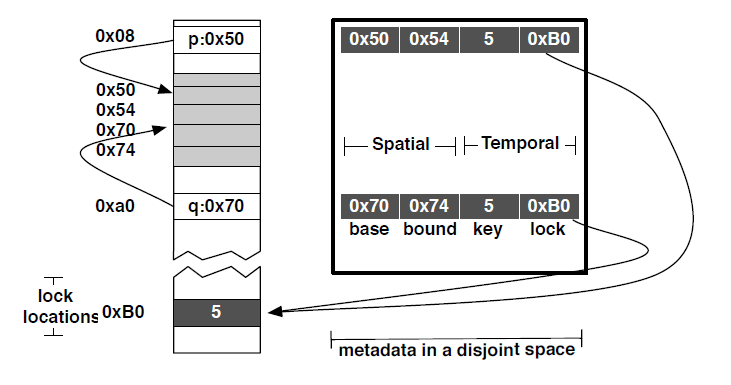 0x08 p:0x50 0x50 0x54 5 0xB0
0x50
0x54
0x70
0x74
Spatial Temporal
0xa0 q:0x70 0x70 0x74 5 0xB0
base bound key lock
lock
locations 0xB0 5
metadata in a disjoint space